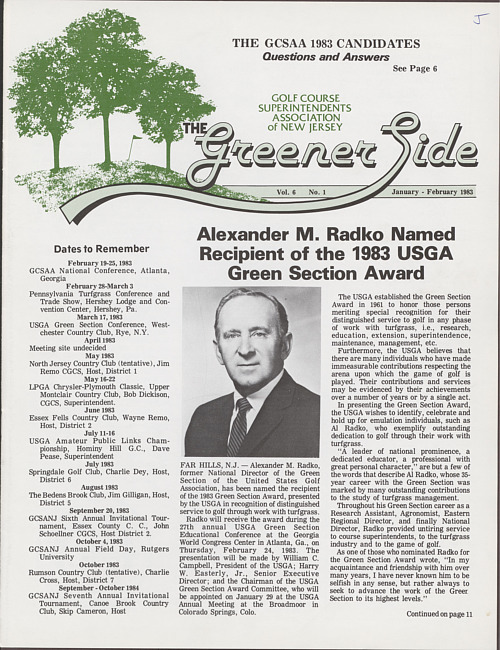 J
THE GCSAA 1983 CANDIDATES
Questions and Answers
See Page 6
GOLF COURSE
SUPERINTENDENTS
ASSOCIATION
of NEW JERSEY
THE Greener Side
Vol. 6 No. 1 January - February 1983
Dates to Remember
February 19-25, 1983
GCSAA National Conference, Atlanta,
Georgia
February 28-March 3
Pennsylvania Turfgrass Conference and
Trade Show, Hershey Lodge and Con-
vention Center, Hershey, Pa.
March 17, 1983
USGA Green Section Conference, West-
chester Country Club, Rye, N.Y.
April 1983
Meeting site undecided
May 1983
North Jersey Country Club (tentative), Jim
Remo CGCS, Host, District 1
May 16-22
LPGA Chrysler-Plymouth Classic, Upper
Montclair Country Club, Bob Dickison,
CGCS, Superintendent.
June 1983
Essex Fells Country Club, Wayne Remo,
Host, District 2
July 11-16
USGA Amateur Public Links Cham-
pionship, Hominy Hill G.C., Dave
Pease, Superintendent
July 1983
Springdale Golf Club, Charlie Dey, Host,
District 6
August 1983
The Bedens Brook Club, Jim Gilligan, Host,
District 5
September 20, 1983
GCSANJ Sixth Annual Invitational Tour-
nament, Essex County C. C., John
Schoellner CGCS, Host District 2.
October 4, 1983
GCSANJ Annual Field Day, Rutgers
University
October 1983
Rumson Country Club (tentative), Charlie
Cross, Host, District 7
September - October 1984
GCSANJ Seventh Annual Invitational
Tournament, Canoe Brook Country
Club, Skip Cameron, Host
Alexander M. Radko Named
Recipient of the 1983 USGA
Green Section Award
FAR HILLS, N.J. — Alexander M. Radko,
former National Director of the Green
Section of the United States Golf
Association, has been named the recipient
of the 1983 Green Section Award, presented
by the USGA in recognition of distinguished
service to golf through work with turfgrass.
Radko will receive the award during the
27th annual USGA Green Section
Educational Conference at the Georgia
World Congress Center in Atlanta, Ga., on
Thursday, February 24, 1983. The
presentation will be made by William C.
Campbell, President of the USGA; Harry
W. Easterly, Jr., Senior Executive
Director; and the Chairman of the USGA
Green Section Award Committee, who will
be appointed on January 29 at the USGA
Annual Meeting at the Broadmoor in
Colorado Springs, Colo.
The USGA established the Green Section
Award in 1961 to honor those persons
meriting special recognition for their
distinguished service to golf in any phase
of work with turfgrass, i.e., research,
education, extension, superintendence,
maintenance, management, etc.
Furthermore, the USGA believes that
there are many individuals who have made
immeasurable contributions respecting the
arena upon which the game of golf is
played. Their contributions and services
may be evidenced by their achievements
over a number of years or by a single act.
In presenting the Green Section Award,
the USGA wishes to identify, celebrate and
hold up for emulation individuals, such as
Al Radko, who exemplify outstanding
dedication to golf through their work with
turfgrass.
"A leader of national prominence, a
dedicated educator, a professional with
great personal character," are but a few of
the words that describe Al Radko, whose 35-
year career with the Green Section was
marked by many outstanding contributions
to the study of turfgrass management.
Throughout his Green Section career as a
Research Assistant, Agronomist, Eastern
Regional Director, and finally National
Director, Radko provided untiring service
to course superintendents, to the turfgrass
industry and to the game of golf.
As one of those who nominated Radko for
the Green Section Award wrote, "In my
acquaintance and friendship with him over
many years, I have never known him to be
selfish in any sense, but rather always to
seek to advance the work of the Green
Section to its highest levels."
Continued on page 11